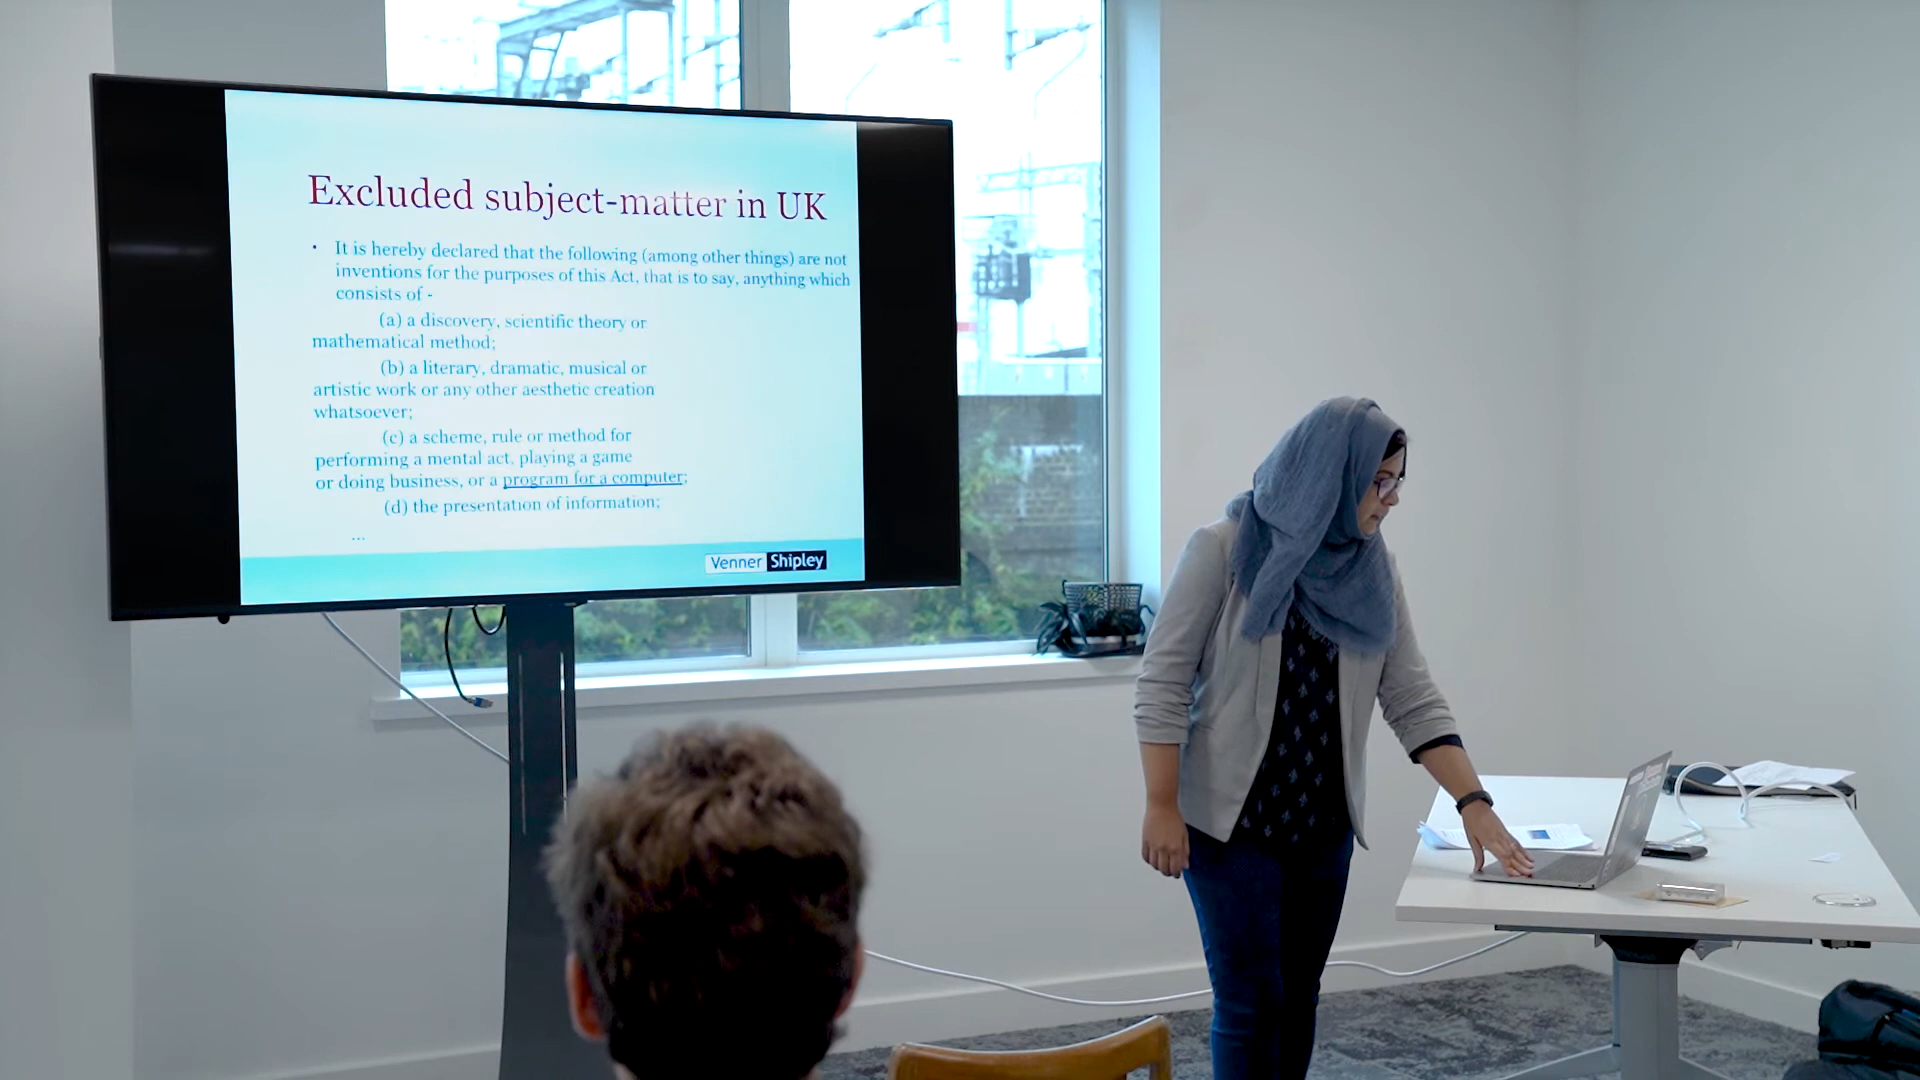 Excluded subject-matter in UK
• It is hereby declared that the following (among other things) are not
inventions for the purposes of this Act, that is to say, anything which
consists of -
(a) a discovery, scientific theory or
mathematical method;
(b) a literary, dramatic, musical or
artistic work or any other aesthetic creation
whatsoever;
(c) a scheme, rule or method for
performing a mental act, playing a game
or doing business, or a program for a computer;
(d) the presentation of information;
...
Venner Shipley